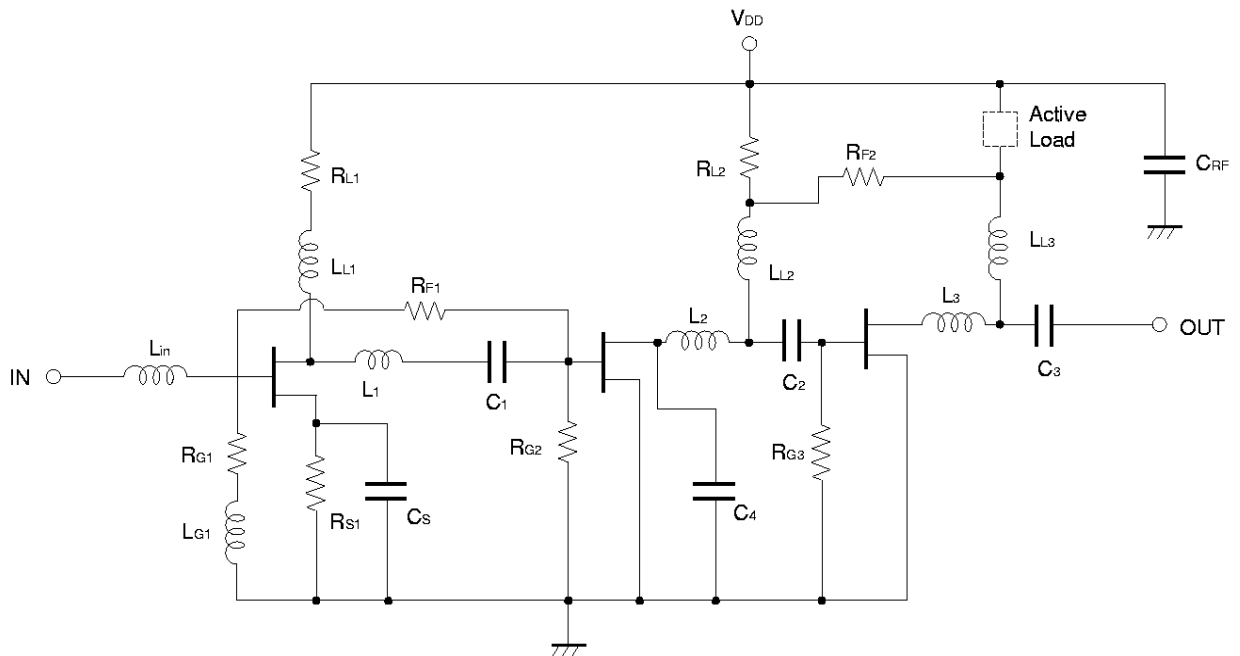 VDD
Active
Load
RL1
RL2
RF2
CRF
LL1
LL2
LL3
RF1
L3
OUT
L2
Lin
IN
L1
C1
C2
C3
RG1
RG2
RG3
LG1
RS1
CS
C4